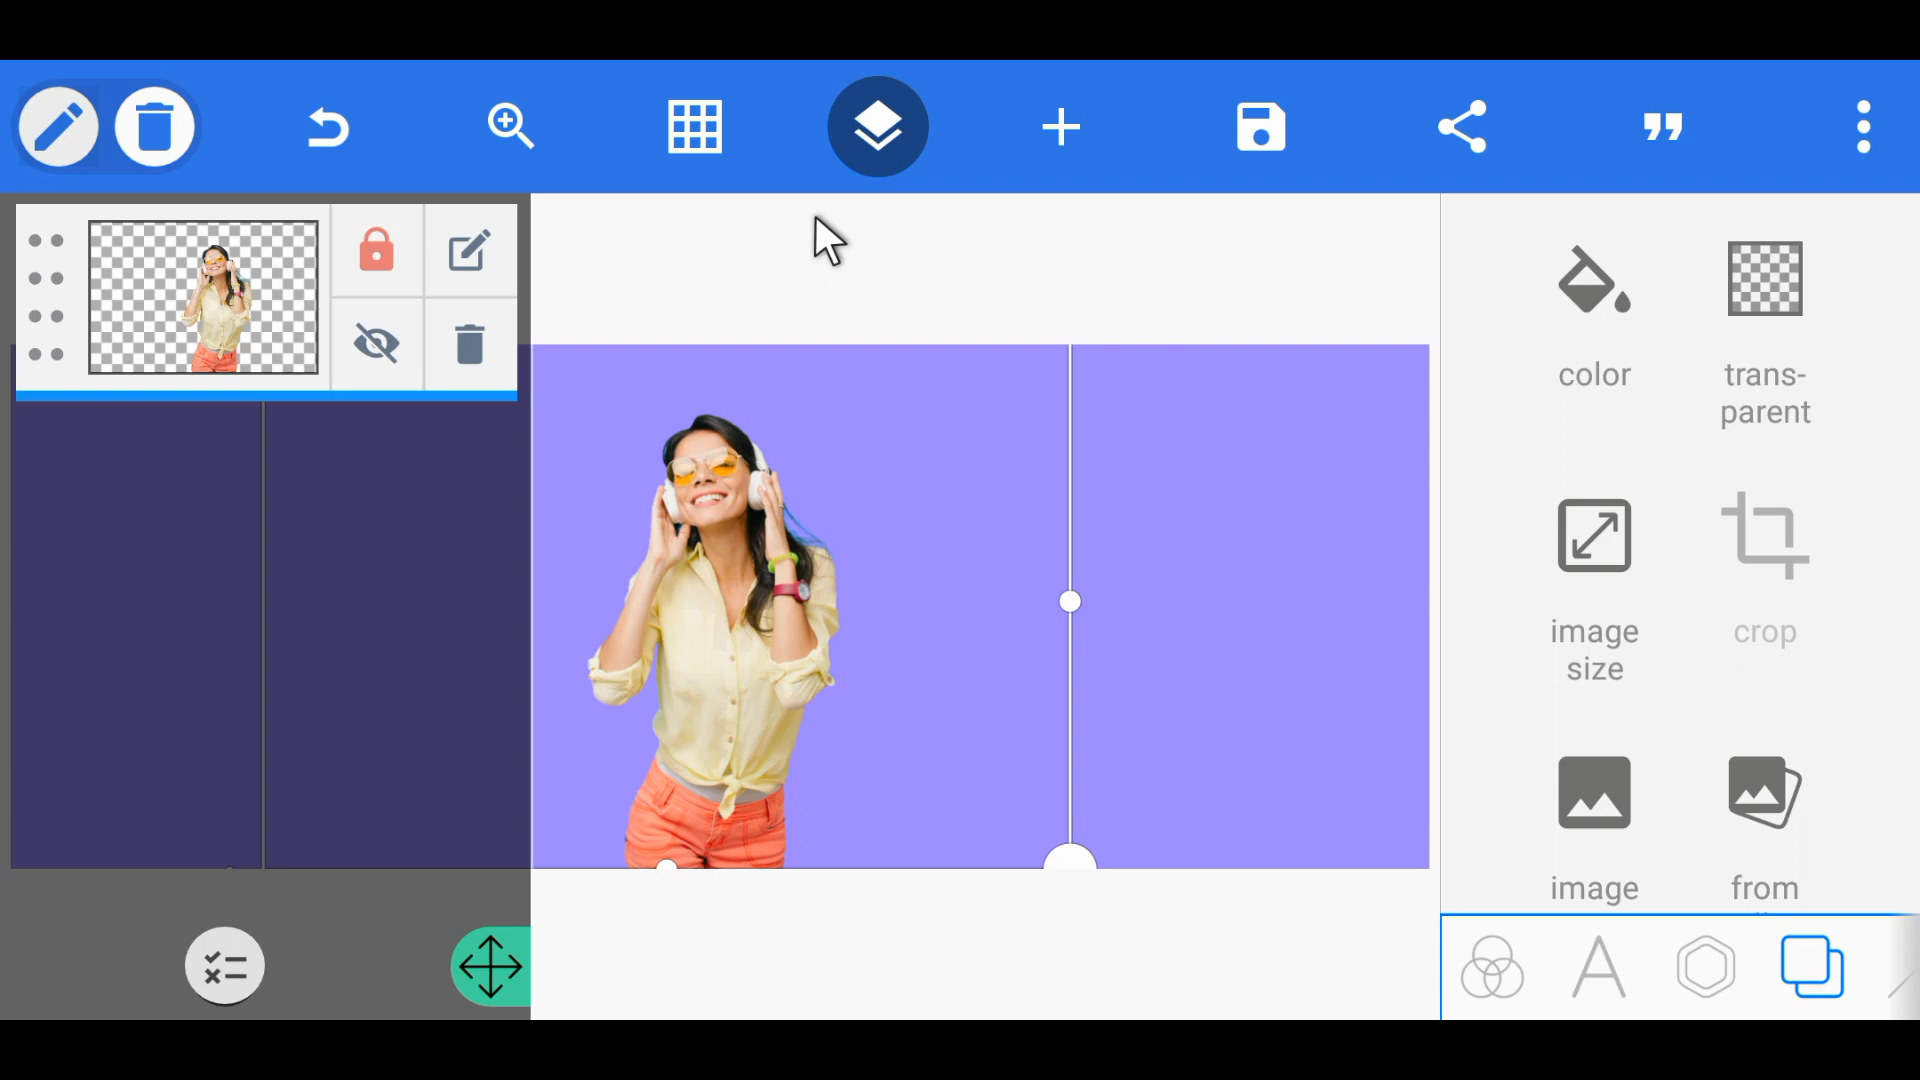 color
trans-
parent
image
size
crop
image
from